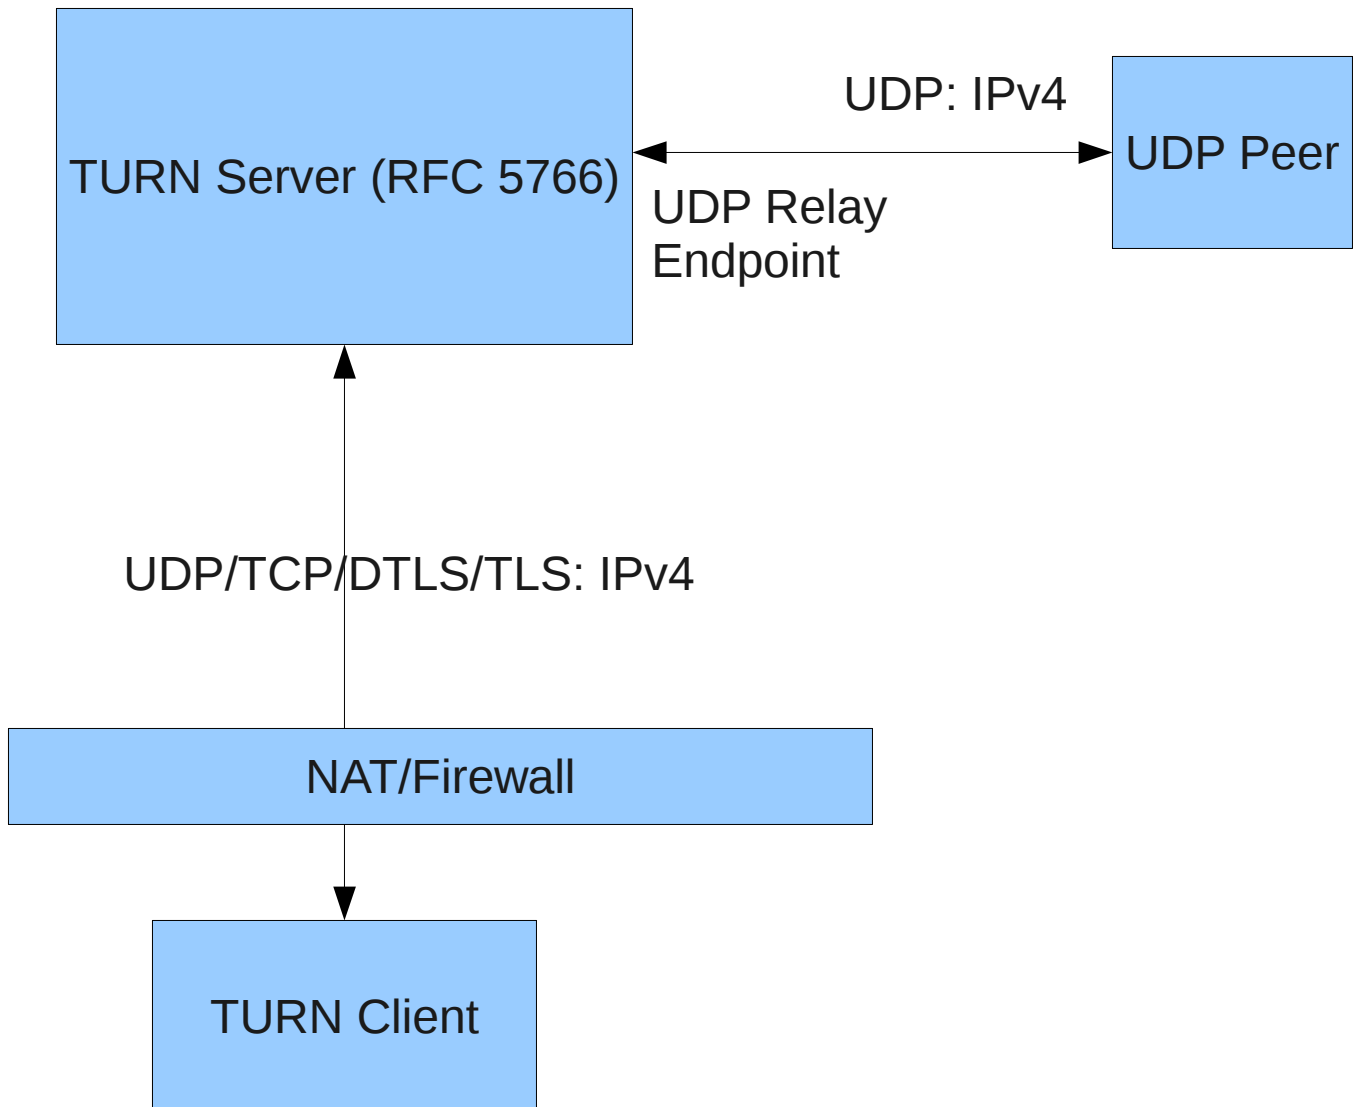 UDP: IPv4
TURN Server (RFC 5766)
UDP Peer
UDP Relay
Endpoint
UDP/TCP/DTLS/TLS: IPv4
NAT/Firewall
TURN Client